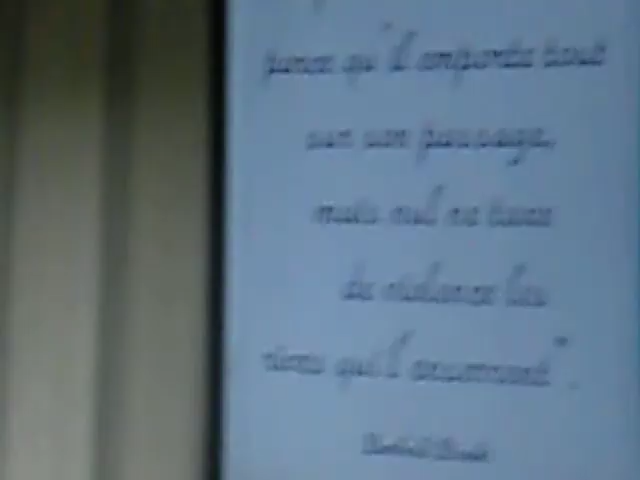 parce qu'il emporte tout
sur son passage,
mais nul ne taxe
de violence les
rives qui l'enserrent".